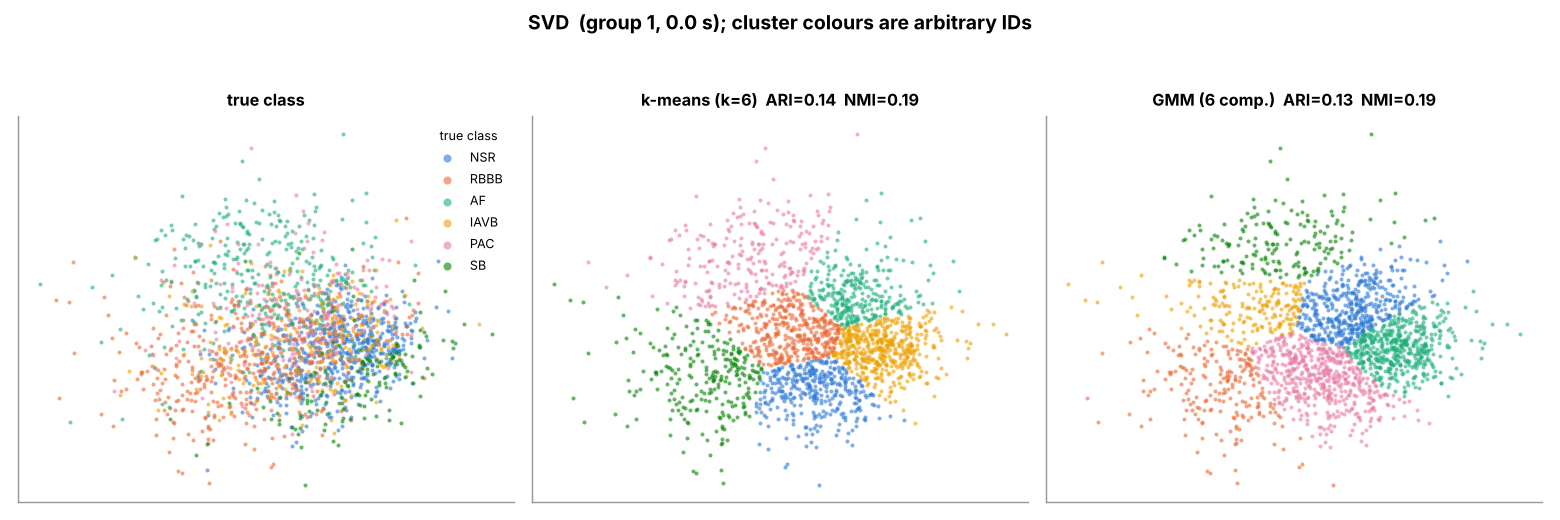 SVD (group 1, 0.0 s); cluster colours are arbitrary IDs
true class
true class
NSR
RBBB
AF
IAVB
PAC
SB
k-means (k=6) ARI=0.14 NMI=0.19
GMM (6 comp.) ARI=0.13 NMI=0.19